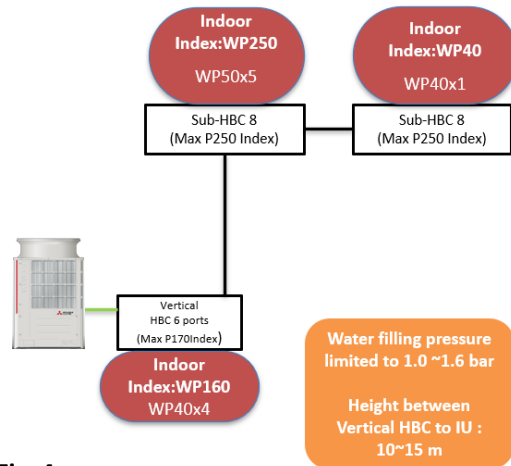 Indoor
Index:WP250
WP50x5
Indoor
Index:WP40
WP40x1
Sub-HBC 8
(Max P250 Index)
Sub-HBC 8
(Max P250 Index)
Vertical
HBC 6 ports
(Max P170Index)
Indoor
Index:WP160
WP40x4
Water filling pressure
limited to 1.0 ~1.6 bar
Height between
Vertical HBC to IU :
10~15 m